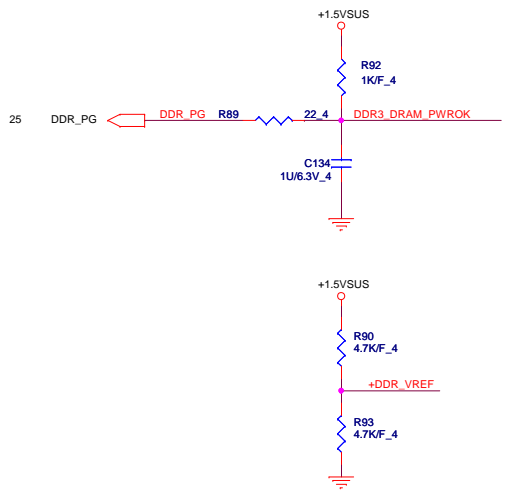 +1.5VSUS
R92
1K/F_4
25 DDR_PG DDR_PG R89 22_4 DDR3_DRAM_PWROK
C134
1U/6.3V_4
+1.5VSUS
R90
4.7K/F_4
+DDR_VREF
R93
4.7K/F_4